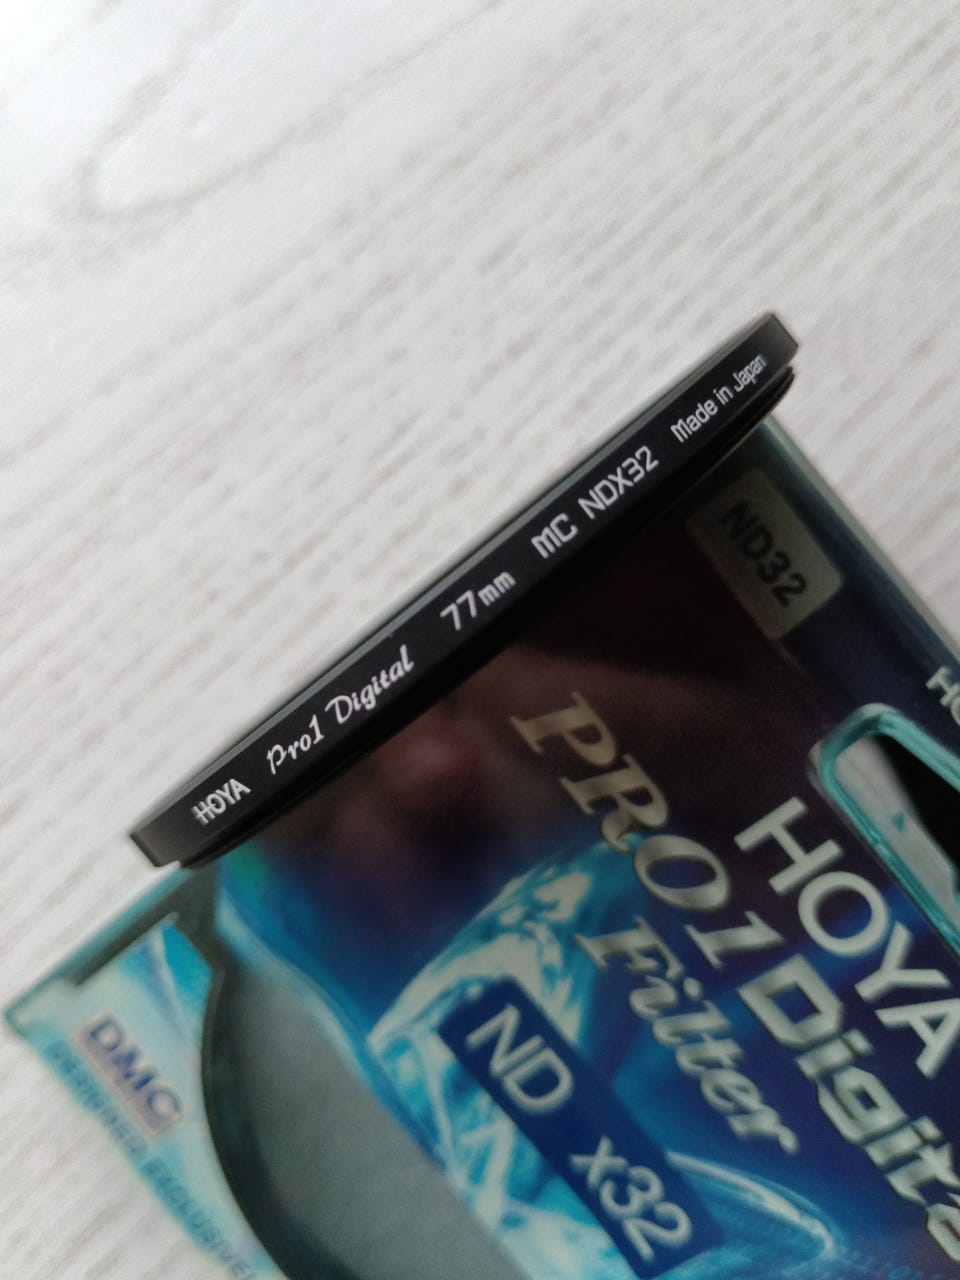 HOYA Pro1 Digital 77mm MC NDX32 Made in Japan
ND32
HOYA
PRO1 Digital
Filter
ND x32
DMC